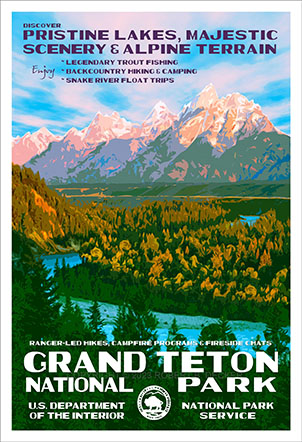 DISCOVER
PRISTINE LAKES, MAJESTIC
SCENERY & ALPINE TERRAIN
Enjoy
* LEGENDARY TROUT FISHING
* BACKCOUNTRY HIKING & CAMPING
* SNAKE RIVER FLOAT TRIPS
RANGER-LED HIKES, CAMPFIRE PROGRAMS & FIRESIDE CHATS
GRAND TETON
NATIONAL PARK
U.S. DEPARTMENT
OF THE INTERIOR
NATIONAL PARK
SERVICE